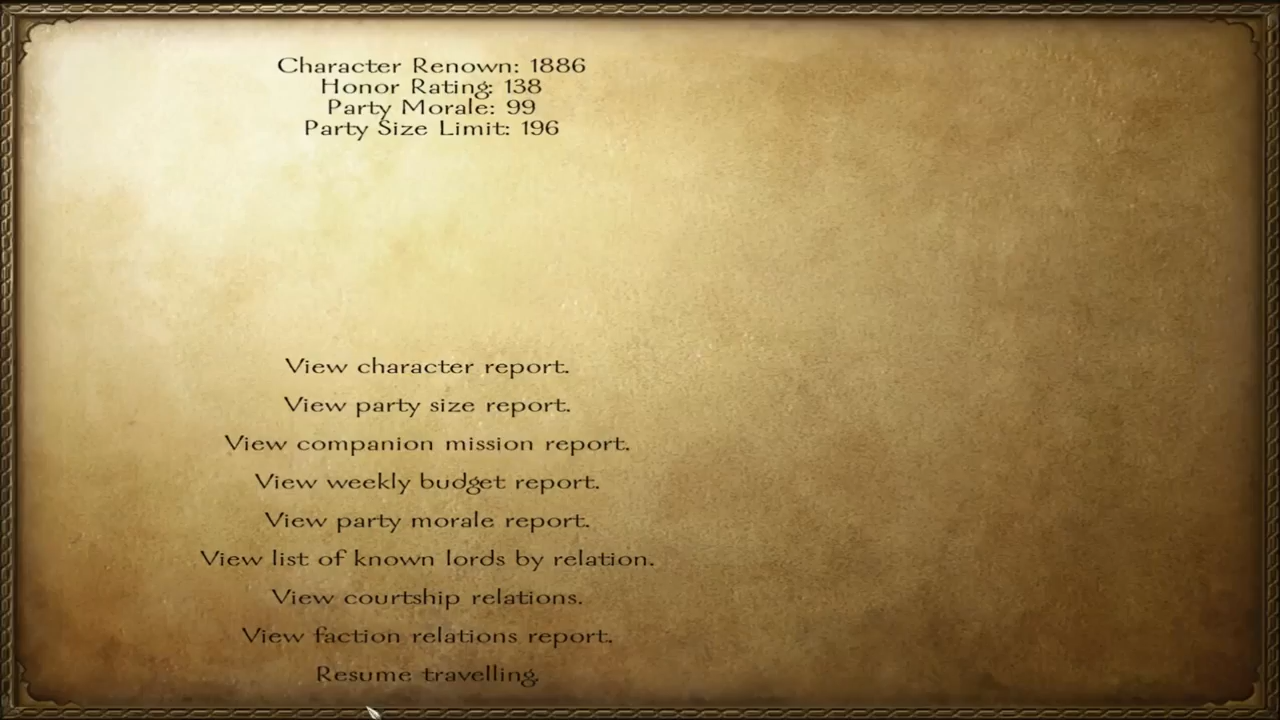 Character Renown: 1886
Honor Rating: 138
Party Morale: 99
Party Size Limit: 196
View character report.
View party size report.
View companion mission report.
View weekly budget report.
View party morale report.
View list of known lords by relation.
View courtship relations.
View faction relations report.
Resume travelling.